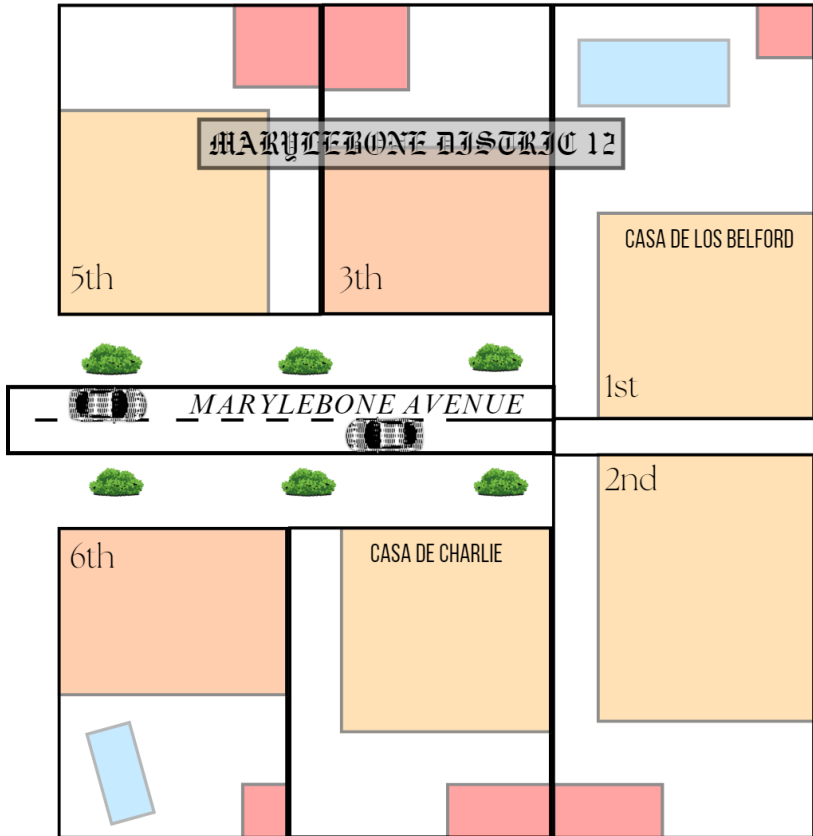 MARYLEBONE DISTRIC 12
CASA DE LOS BELFORD
5th
3th
1st
MARYLEBONE AVENUE
2nd
6th
CASA DE CHARLIE